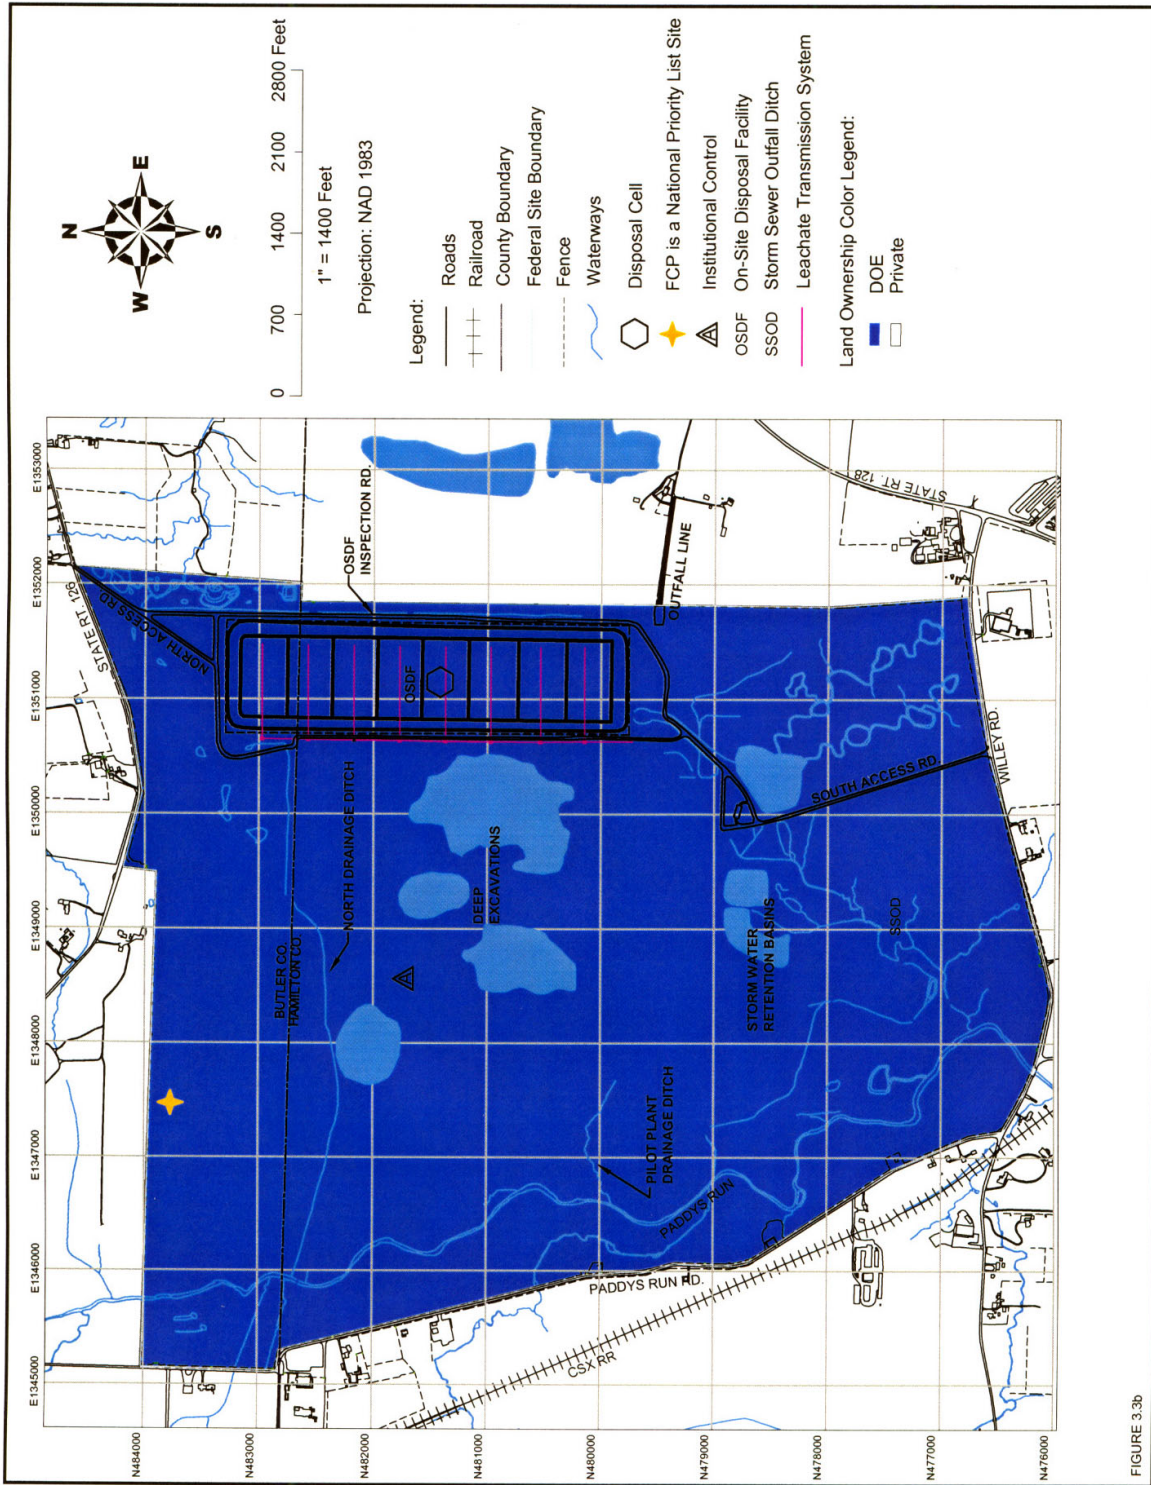 N
W
E
S
0 700 1400 2100 2800 Feet
1" = 1400 Feet
Projection: NAD 1983
Legend:
Roads
Railroad
County Boundary
Federal Site Boundary
Fence
Waterways
Disposal Cell
FCP is a National Priority List Site
A Institutional Control
OSDF On-Site Disposal Facility
SSOD Storm Sewer Outfall Ditch
Leachate Transmission System
Land Ownership Color Legend:
DOE
Private
E1345000
E1346000
E1347000
E1348000
E1349000
E1350000
E1351000
E1352000
E1353000
N484000
N483000
N482000
N481000
N480000
N479000
N478000
N477000
N476000
STATE RT. 126
NORTH ACCESS RD.
OSDF
INSPECTION RD.
OSDF
BUTLER CO.
HAMILTON CO.
NORTH DRAINAGE DITCH
A
DEEP
EXCAVATIONS
OUTFALL LINE
STATE RT. 128
PILOT PLANT
DRAINAGE DITCH
PADDYS RUN
PADDYS RUN RD.
CSX RR
STORM WATER
RETENTION BASINS
SSOD
SOUTH ACCESS RD.
WILLEY RD.
FIGURE 3.3b